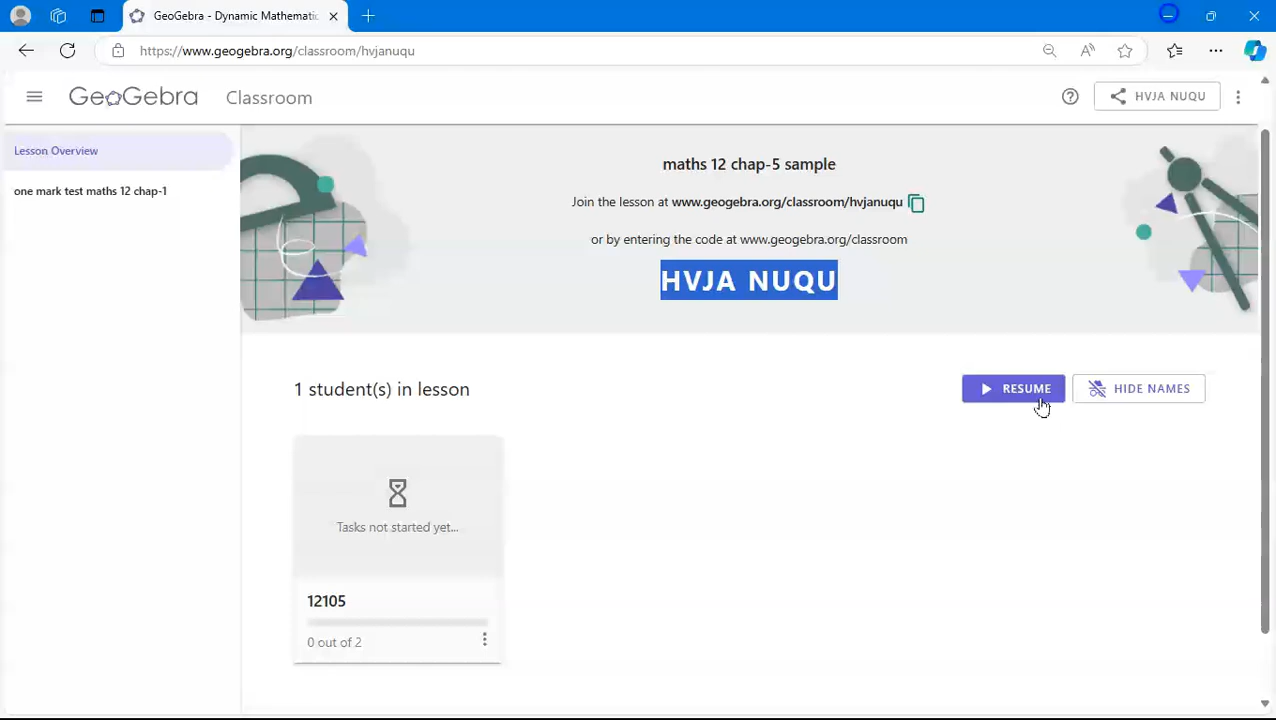 GeoGebra - Dynamic Mathematic
https://www.geogebra.org/classroom/hvjanuqu
GeoGebra Classroom
HVJA NUQU
Lesson Overview
one mark test maths 12 chap-1
maths 12 chap-5 sample
Join the lesson at www.geogebra.org/classroom/hvjanuqu
or by entering the code at www.geogebra.org/classroom
HVJA NUQU
1 student(s) in lesson
RESUME
HIDE NAMES
Tasks not started yet...
12105
0 out of 2